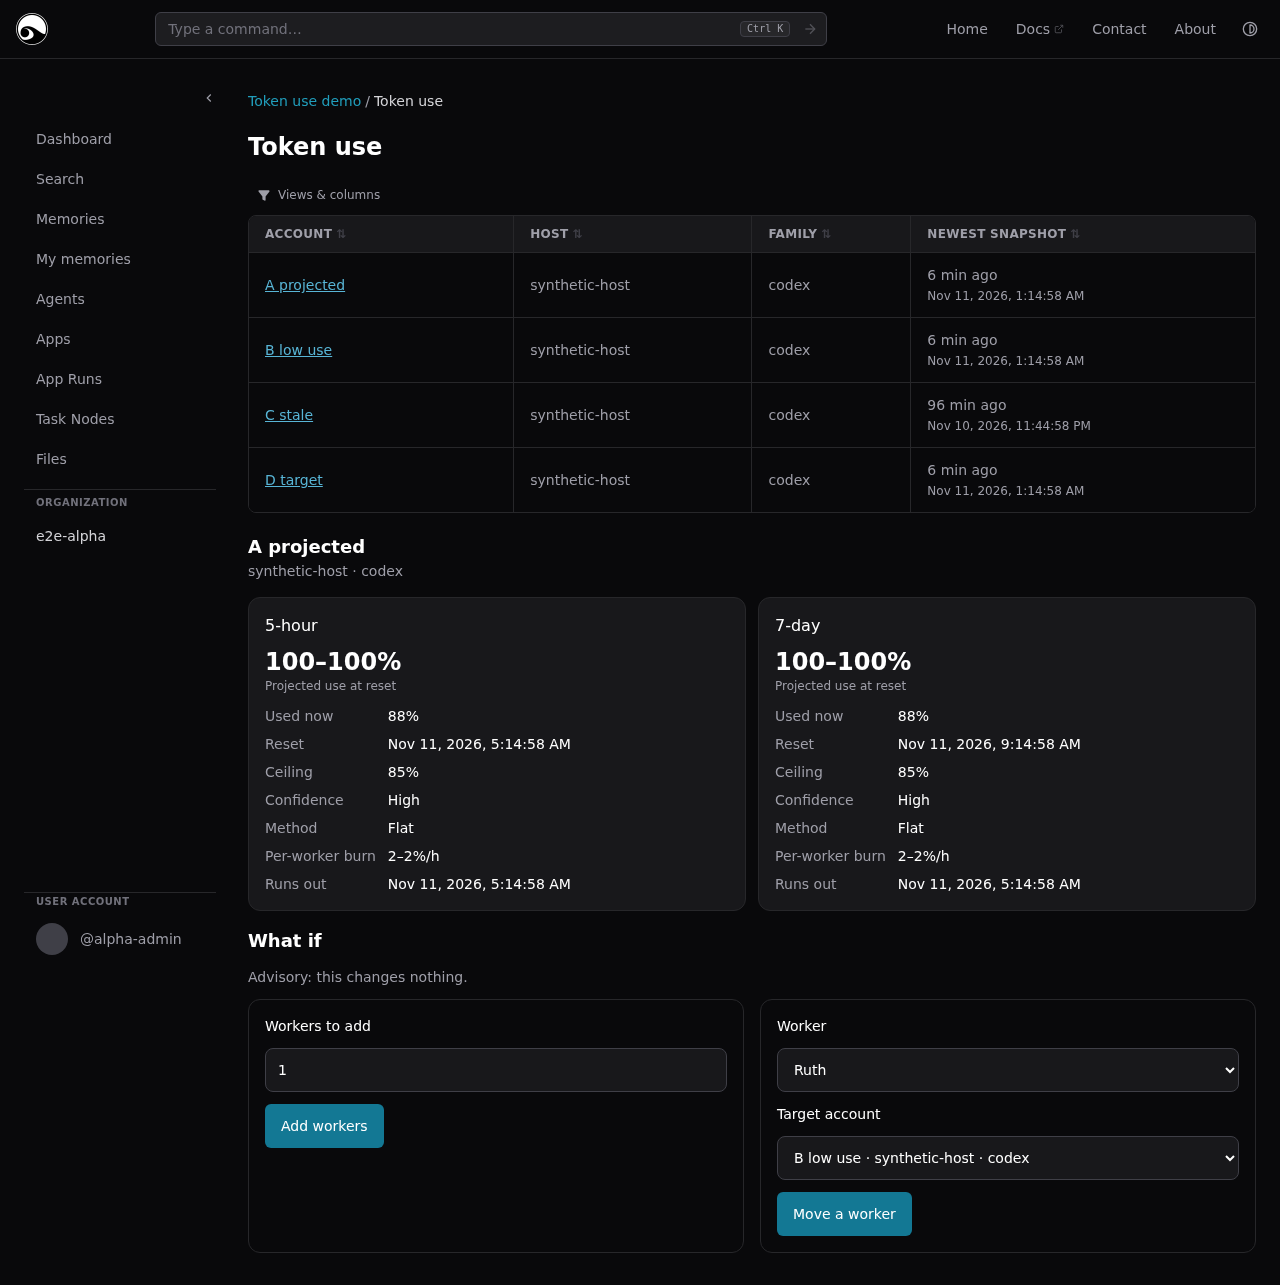 Type a command... Ctrl K
Home Docs Contact About
Token use demo / Token use
Dashboard
Search
Memories
My memories
Agents
Apps
App Runs
Task Nodes
Files
ORGANIZATION
e2e-alpha
USER ACCOUNT
@alpha-admin
Token use
Views & columns
ACCOUNT HOST FAMILY NEWEST SNAPSHOT
A projected synthetic-host codex 6 min ago
Nov 11, 2026, 1:14:58 AM
B low use synthetic-host codex 6 min ago
Nov 11, 2026, 1:14:58 AM
C stale synthetic-host codex 96 min ago
Nov 10, 2026, 11:44:58 PM
D target synthetic-host codex 6 min ago
Nov 11, 2026, 1:14:58 AM
A projected
synthetic-host · codex
5-hour
100–100%
Projected use at reset
Used now 88%
Reset Nov 11, 2026, 5:14:58 AM
Ceiling 85%
Confidence High
Method Flat
Per-worker burn 2–2%/h
Runs out Nov 11, 2026, 5:14:58 AM
7-day
100–100%
Projected use at reset
Used now 88%
Reset Nov 11, 2026, 9:14:58 AM
Ceiling 85%
Confidence High
Method Flat
Per-worker burn 2–2%/h
Runs out Nov 11, 2026, 5:14:58 AM
What if
Advisory: this changes nothing.
Workers to add
1
Add workers
Worker
Ruth
Target account
B low use · synthetic-host · codex
Move a worker